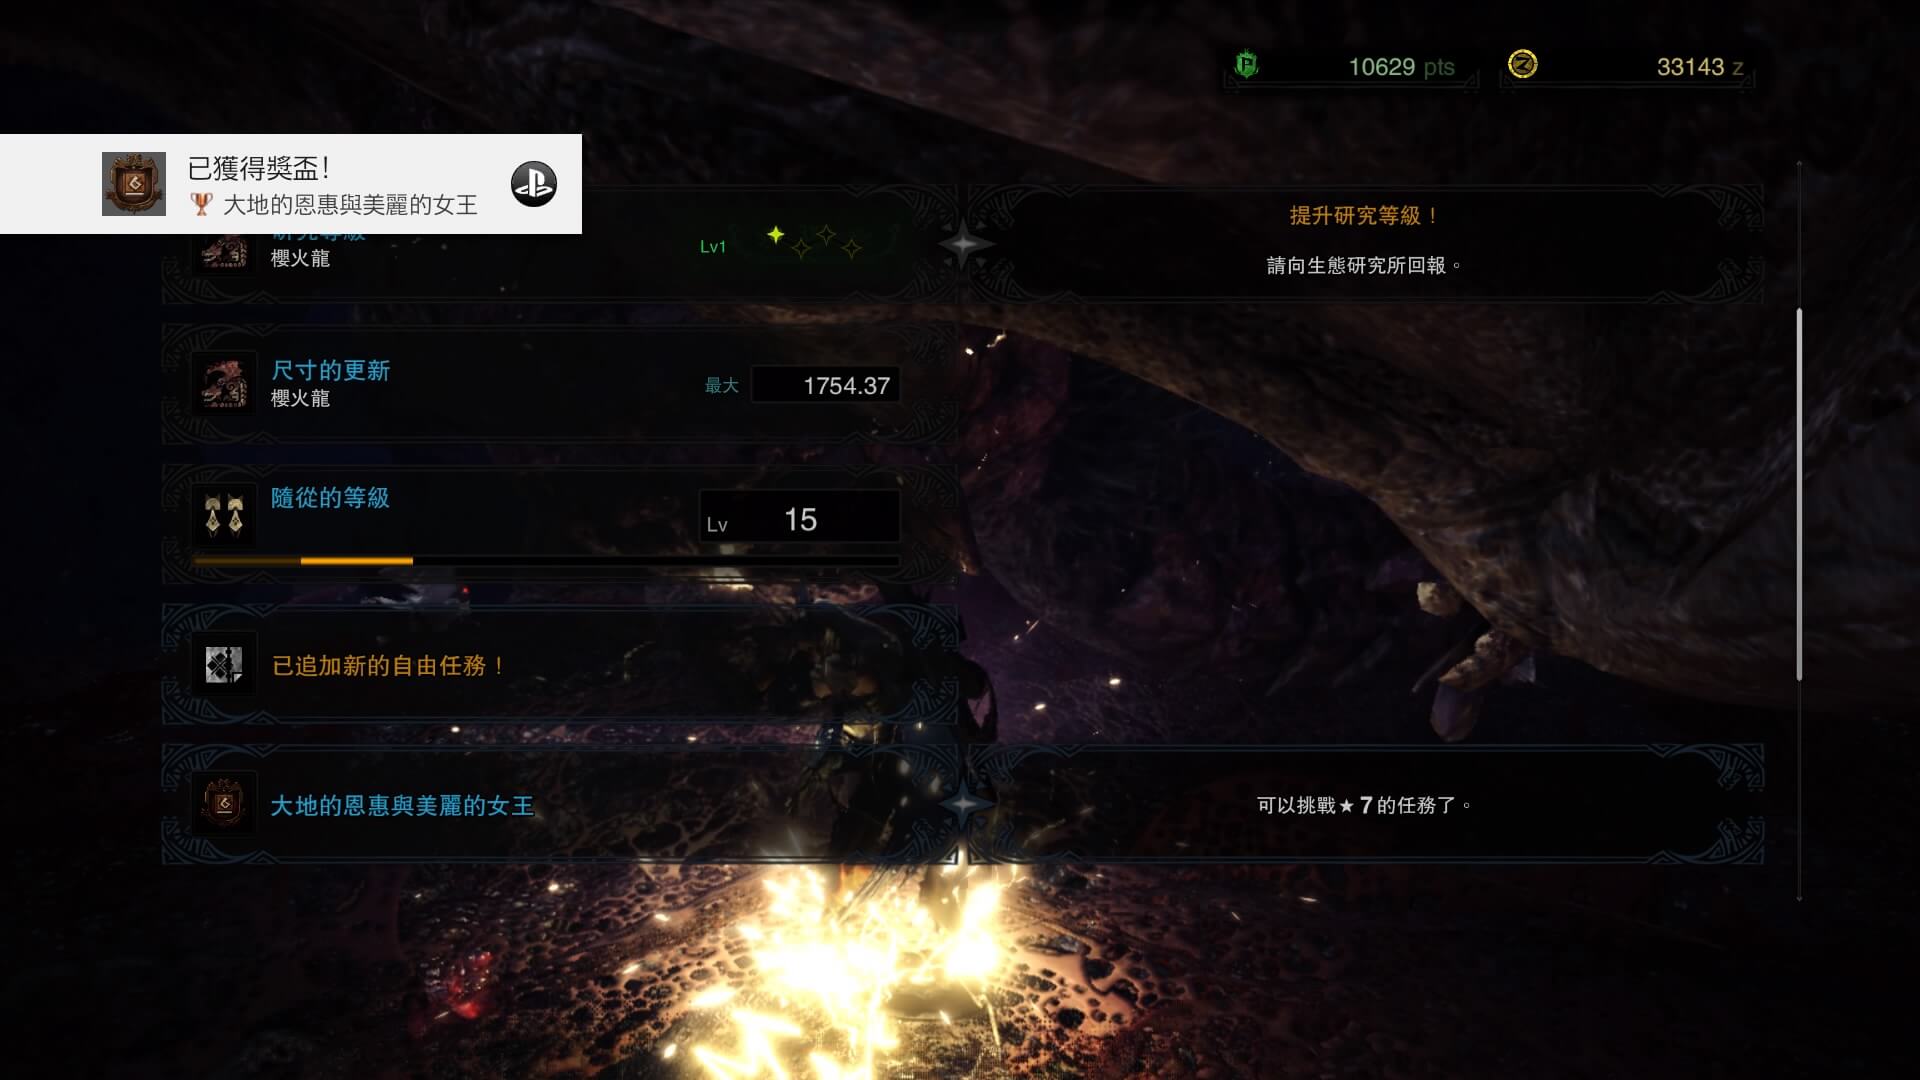 10629 pts
33143 z
已獲得獎盃！
大地的恩惠與美麗的女王
研究等級
櫻火龍
Lv1
提升研究等級！
請向生態研究所回報。
尺寸的更新
櫻火龍
最大 1754.37
隨從的等級
Lv 15
已追加新的自由任務！
大地的恩惠與美麗的女王
可以挑戰★7的任務了。